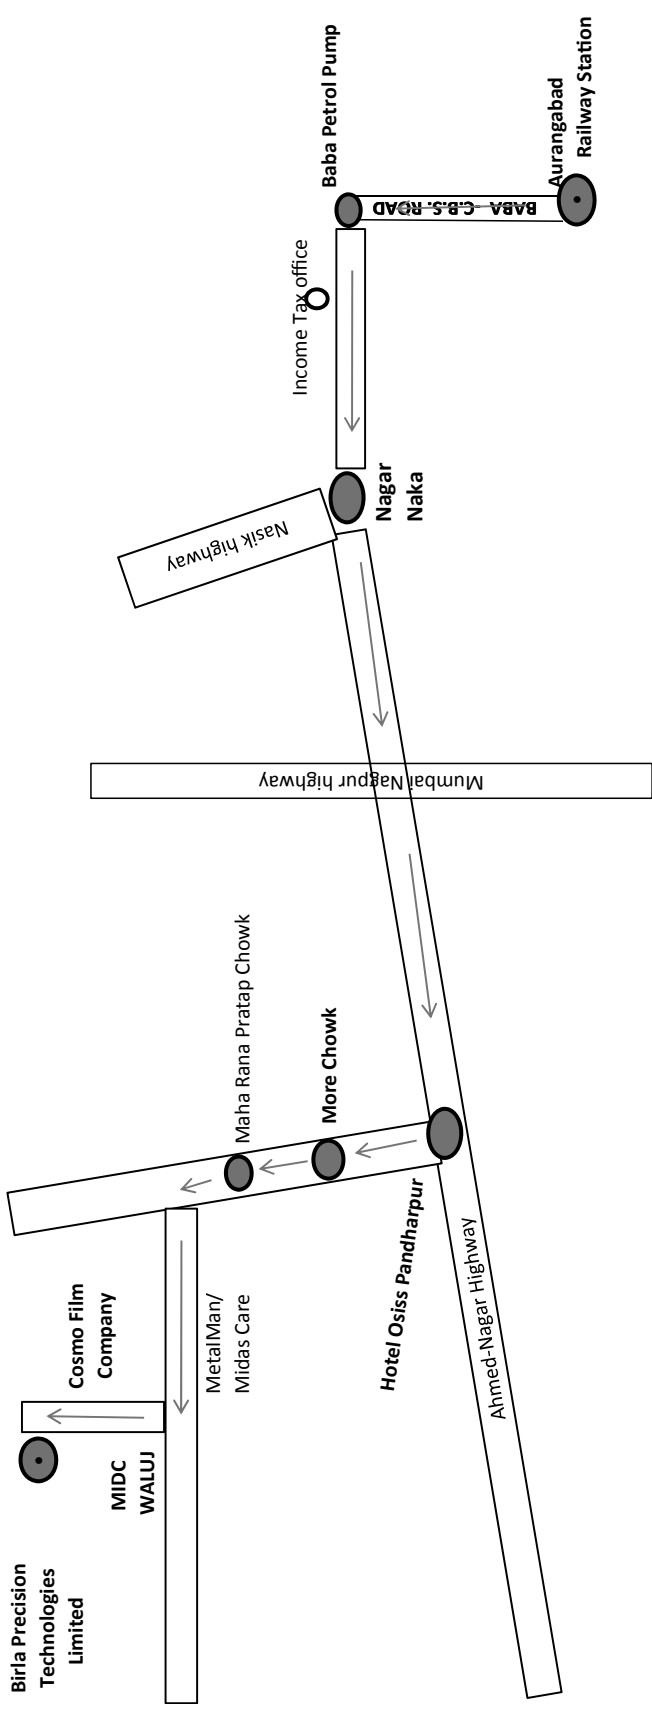 Birla Precision
Technologies
Limited
MIDC
WALUJ
Cosmo Film
Company
MetalMan/
Midas Care
Maha Rana Pratap Chowk
More Chowk
Hotel Osiss Pandharpur
Ahmed-Nagar Highway
Mumbai Nagpur highway
Nasik highway
Nagar
Naka
Income Tax office
Baba Petrol Pump
BABA -C.B.S. ROAD
Aurangabad
Railway Station